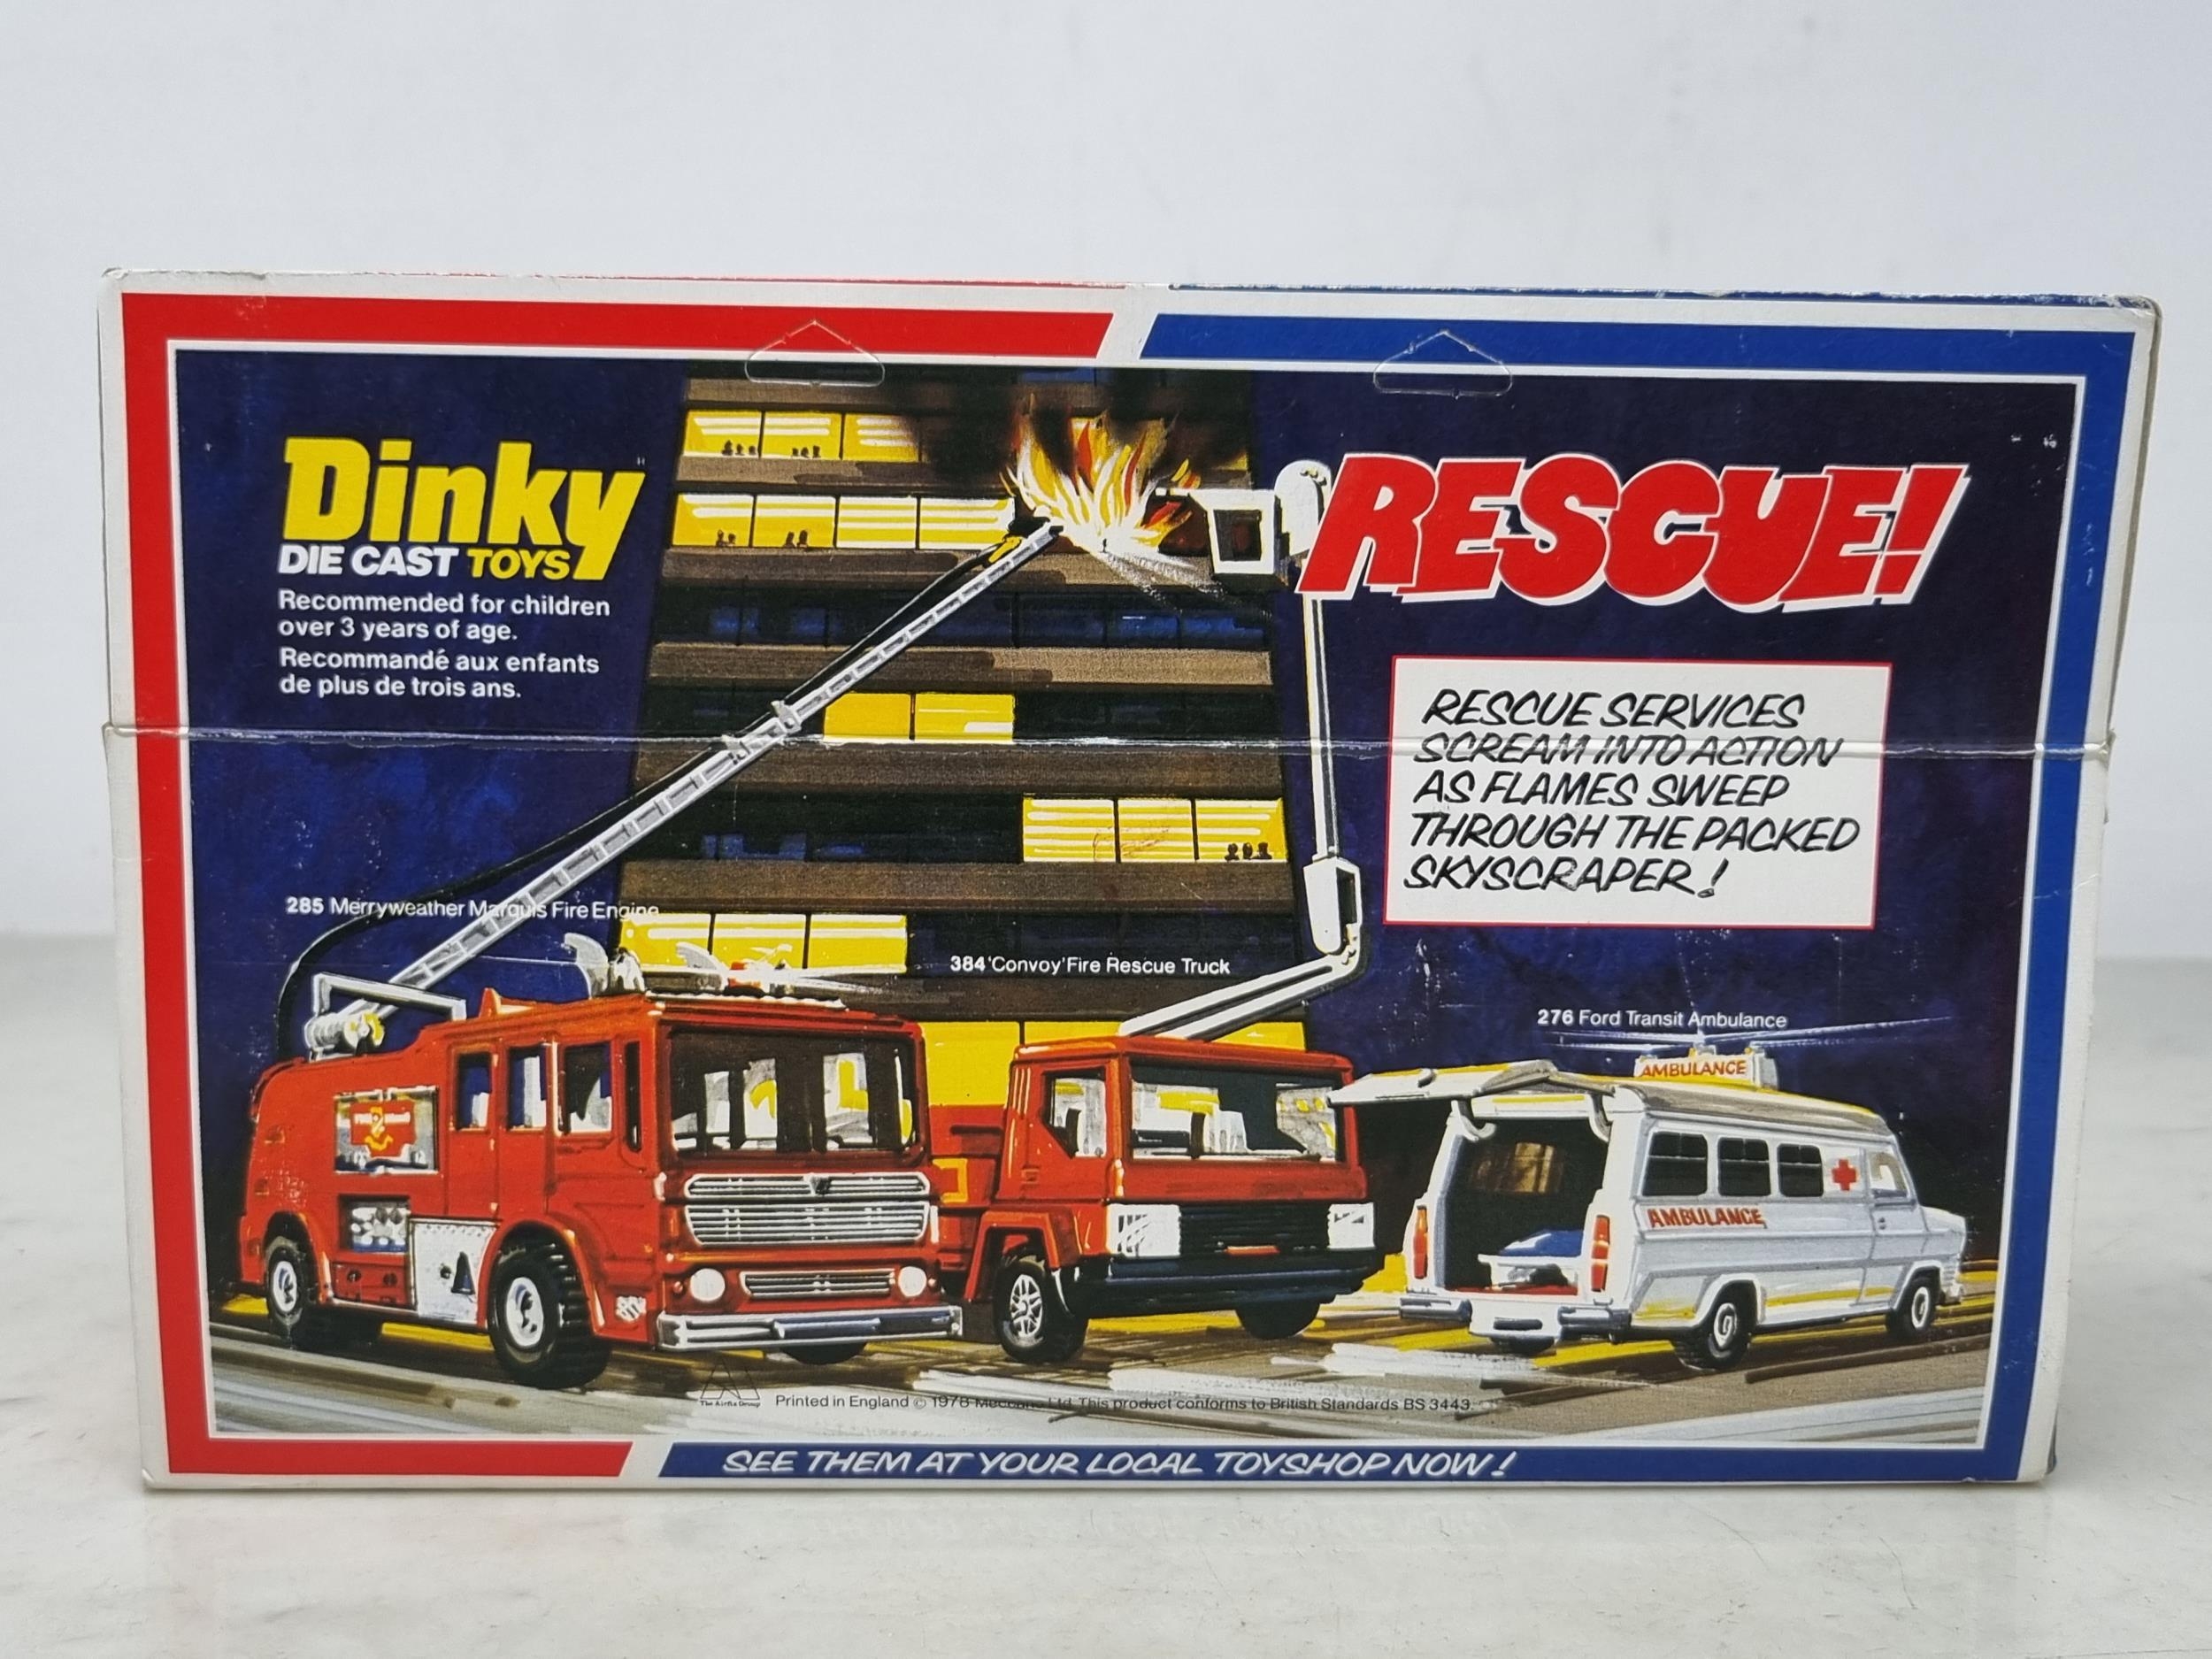 Dinky
DIE CAST TOYS
Recommended for children
over 3 years of age.
Recommandé aux enfants
de plus de trois ans.
RESCUE!
RESCUE SERVICES
SCREAM INTO ACTION
AS FLAMES SWEEP
THROUGH THE PACKED
SKYSCRAPER!
285 Merryweather Marquis Fire Engine
384 'Convoy' Fire Rescue Truck
276 Ford Transit Ambulance
AMBULANCE
AMBULANCE
The Airfix Group
Printed in England © 1978 Meccano Ltd. This product conforms to British Standards BS 3443.
SEE THEM AT YOUR LOCAL TOYSHOP NOW!